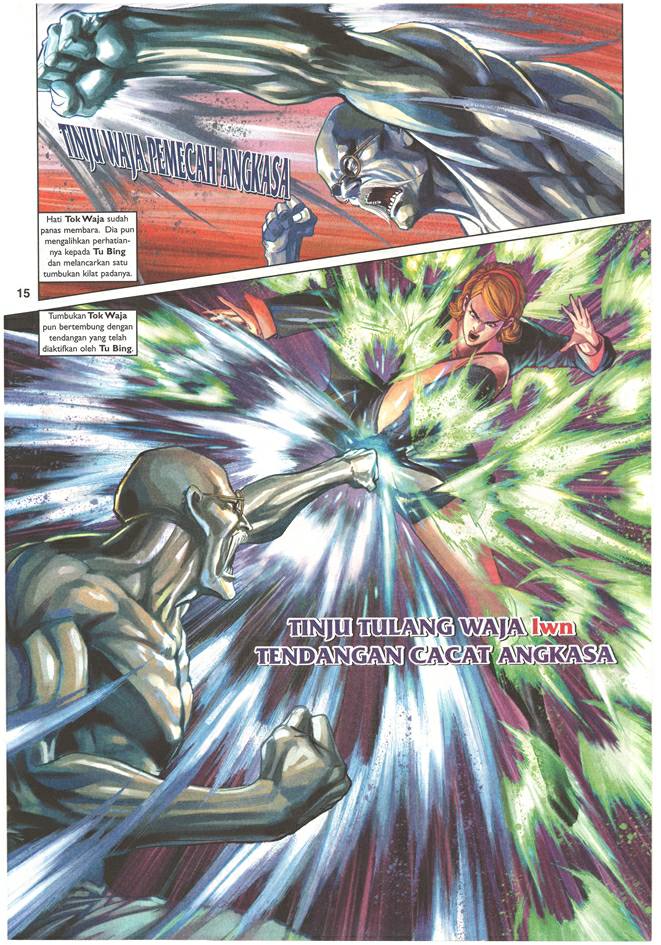 TINJU WAJA PEMECAH ANGKASA
Hati Tok Waja sudah
panas membara. Dia pun
mengalihkan perhatian-
nya kepada Tu Bing
dan melancarkan satu
tumbukan kilat padanya.
15
Tumbukan Tok Waja
pun bertembung dengan
tendangan yang telah
diaktifkan oleh Tu Bing.
TINJU TULANG WAJA lwn
TENDANGAN CACAT ANGKASA